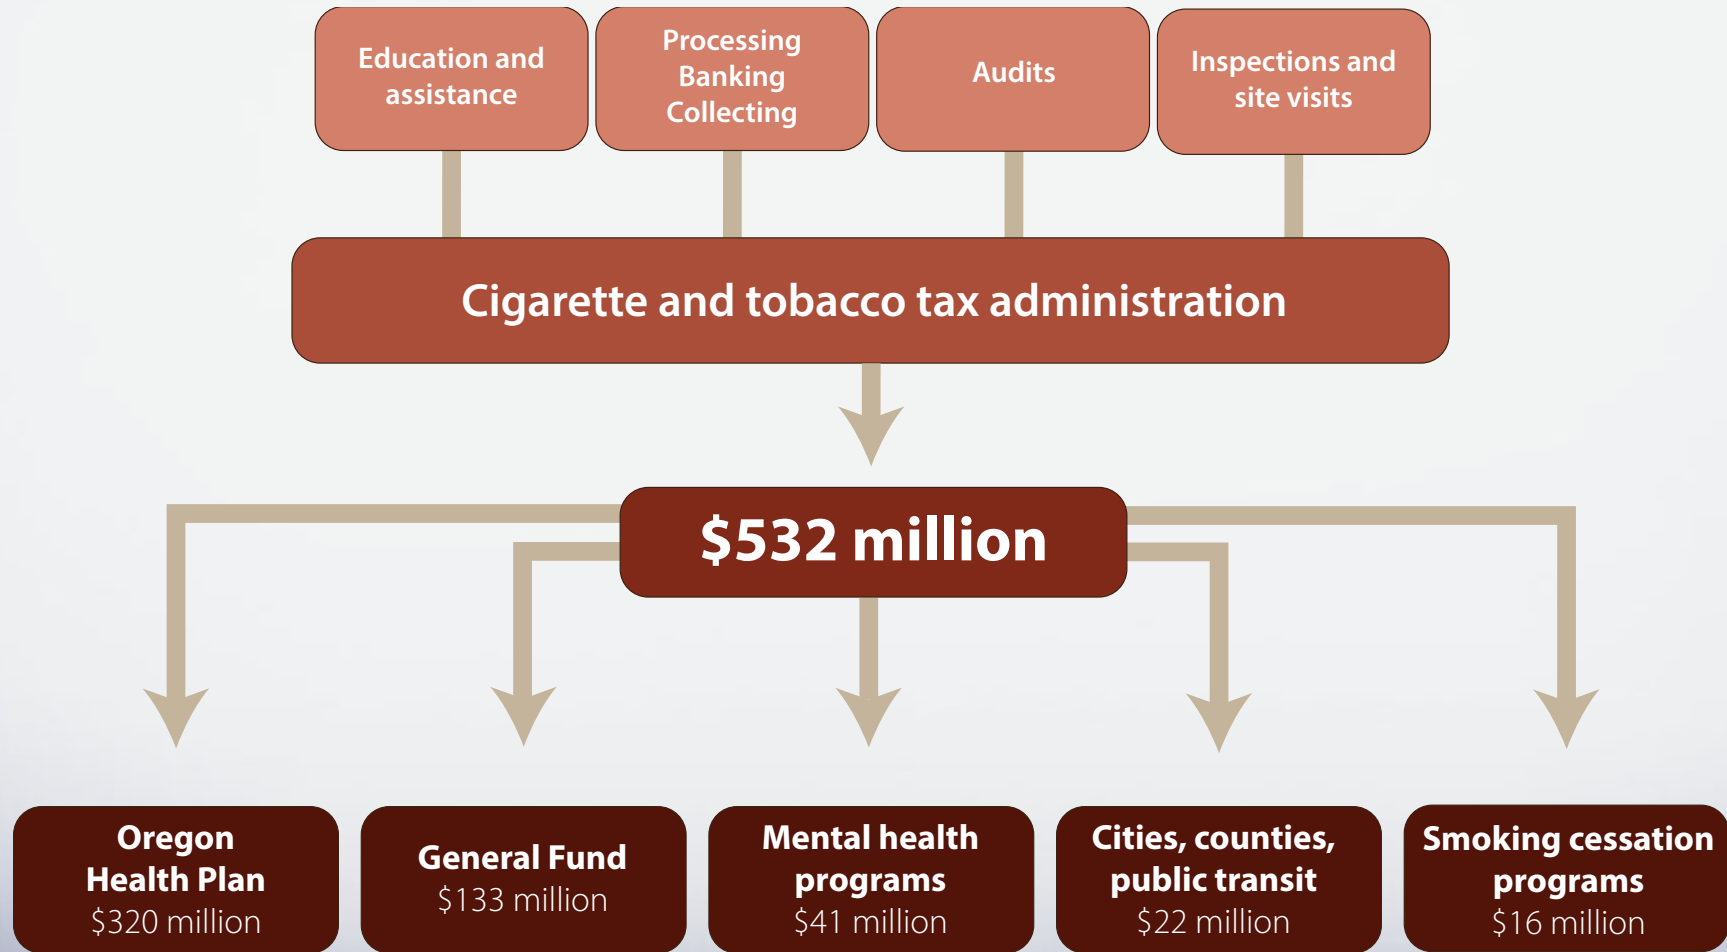 Education and
assistance
Processing
Banking
Collecting
Audits
Inspections and
site visits
Cigarette and tobacco tax administration
$532 million
Oregon
Health Plan
$320 million
General Fund
$133 million
Mental health
programs
$41 million
Cities, counties,
public transit
$22 million
Smoking cessation
programs
$16 million